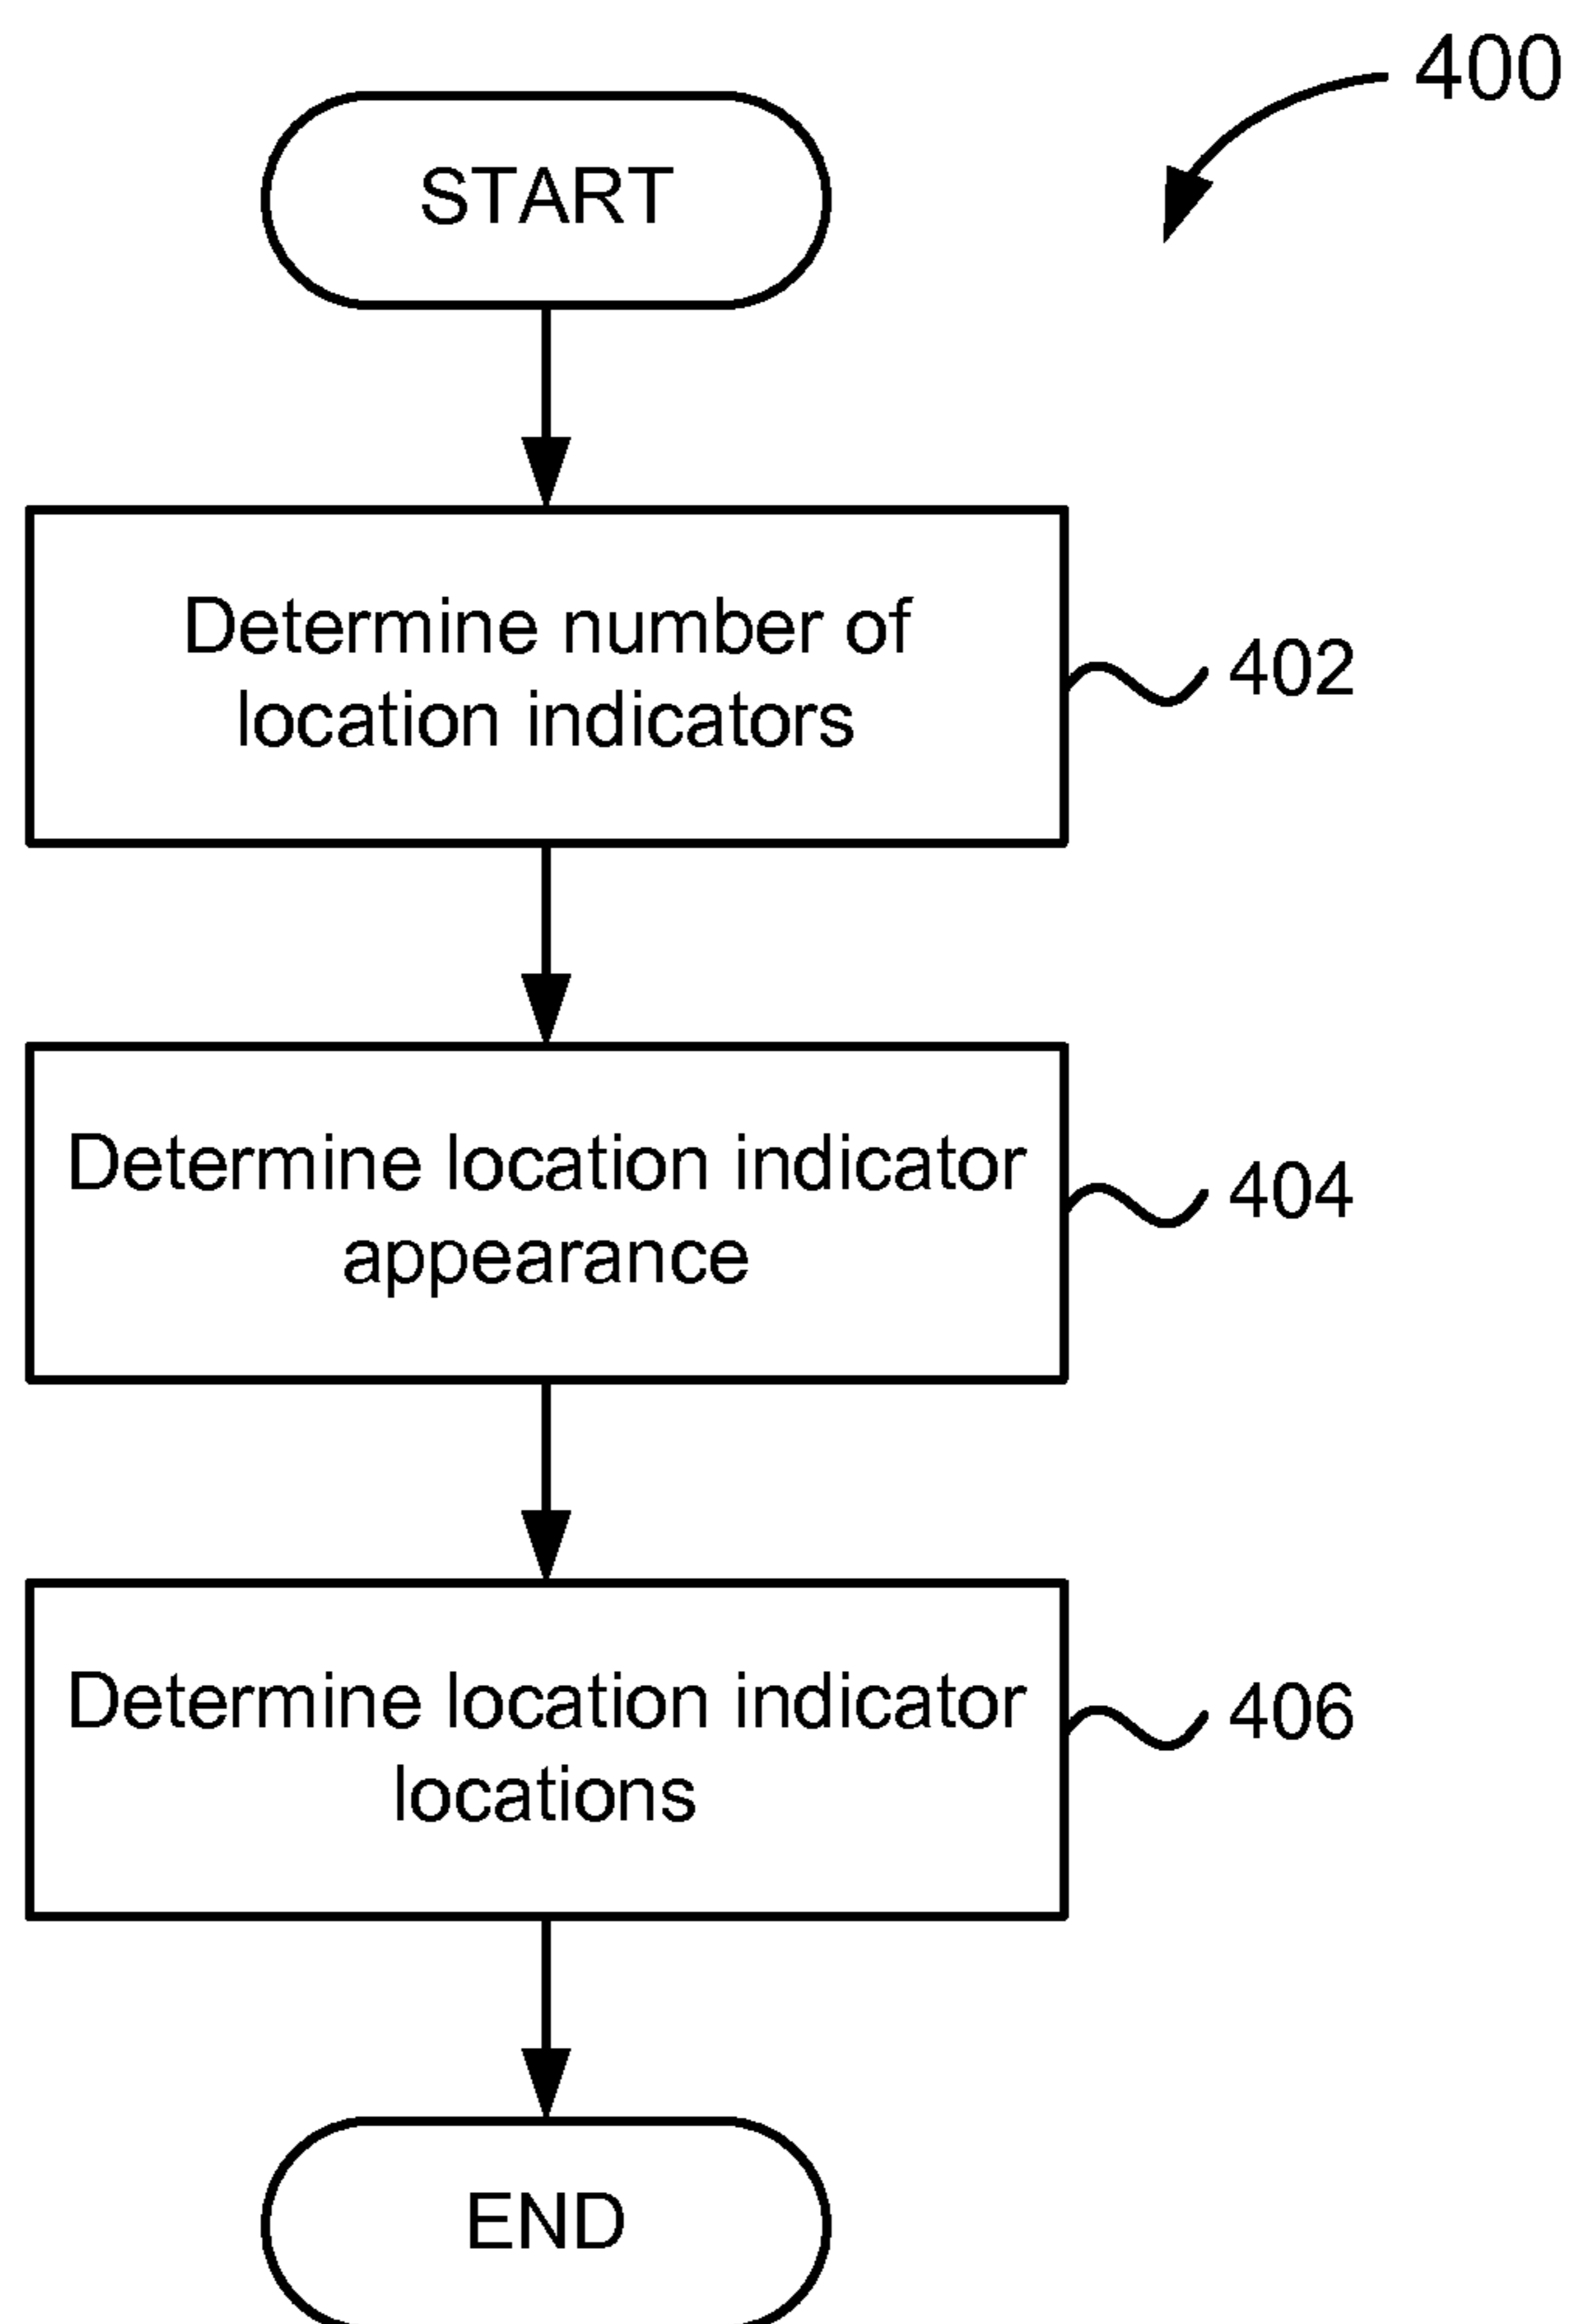 400
START
Determine number of
location indicators
402
Determine location indicator
appearance
404
Determine location indicator
locations
406
END